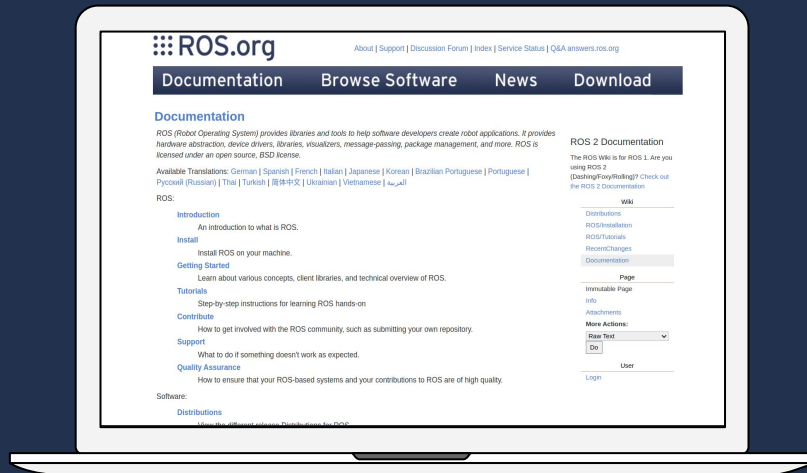 ROS.org
About | Support | Discussion Forum | Index | Service Status | Q&A answers.ros.org
Documentation Browse Software News Download
Documentation
ROS (Robot Operating System) provides libraries and tools to help software developers create robot applications. It provides
hardware abstraction, device drivers, libraries, visualizers, message-passing, package management, and more. ROS is
licensed under an open source, BSD license.
Available Translations: German | Spanish | French | Italian | Japanese | Korean | Brazilian Portuguese | Portuguese |
Русский (Russian) | Thai | Turkish | 简体中文 | Ukrainian | Vietnamese | العربية
ROS:
Introduction
An introduction to what is ROS.
Install
Install ROS on your machine.
Getting Started
Learn about various concepts, client libraries, and technical overview of ROS.
Tutorials
Step-by-step instructions for learning ROS hands-on
Contribute
How to get involved with the ROS community, such as submitting your own repository.
Support
What to do if something doesn't work as expected.
Quality Assurance
How to ensure that your ROS-based systems and your contributions to ROS are of high quality.
Software:
Distributions
View the different release Distributions for ROS
ROS 2 Documentation
The ROS Wiki is for ROS 1. Are you
using ROS 2
(Dashing/Foxy/Rolling)? Check out
the ROS 2 Documentation
Wiki
Distributions
ROS/Installation
ROS/Tutorials
RecentChanges
Documentation
Page
Immutable Page
Info
Attachments
More Actions:
Raw Text
Do
User
Login